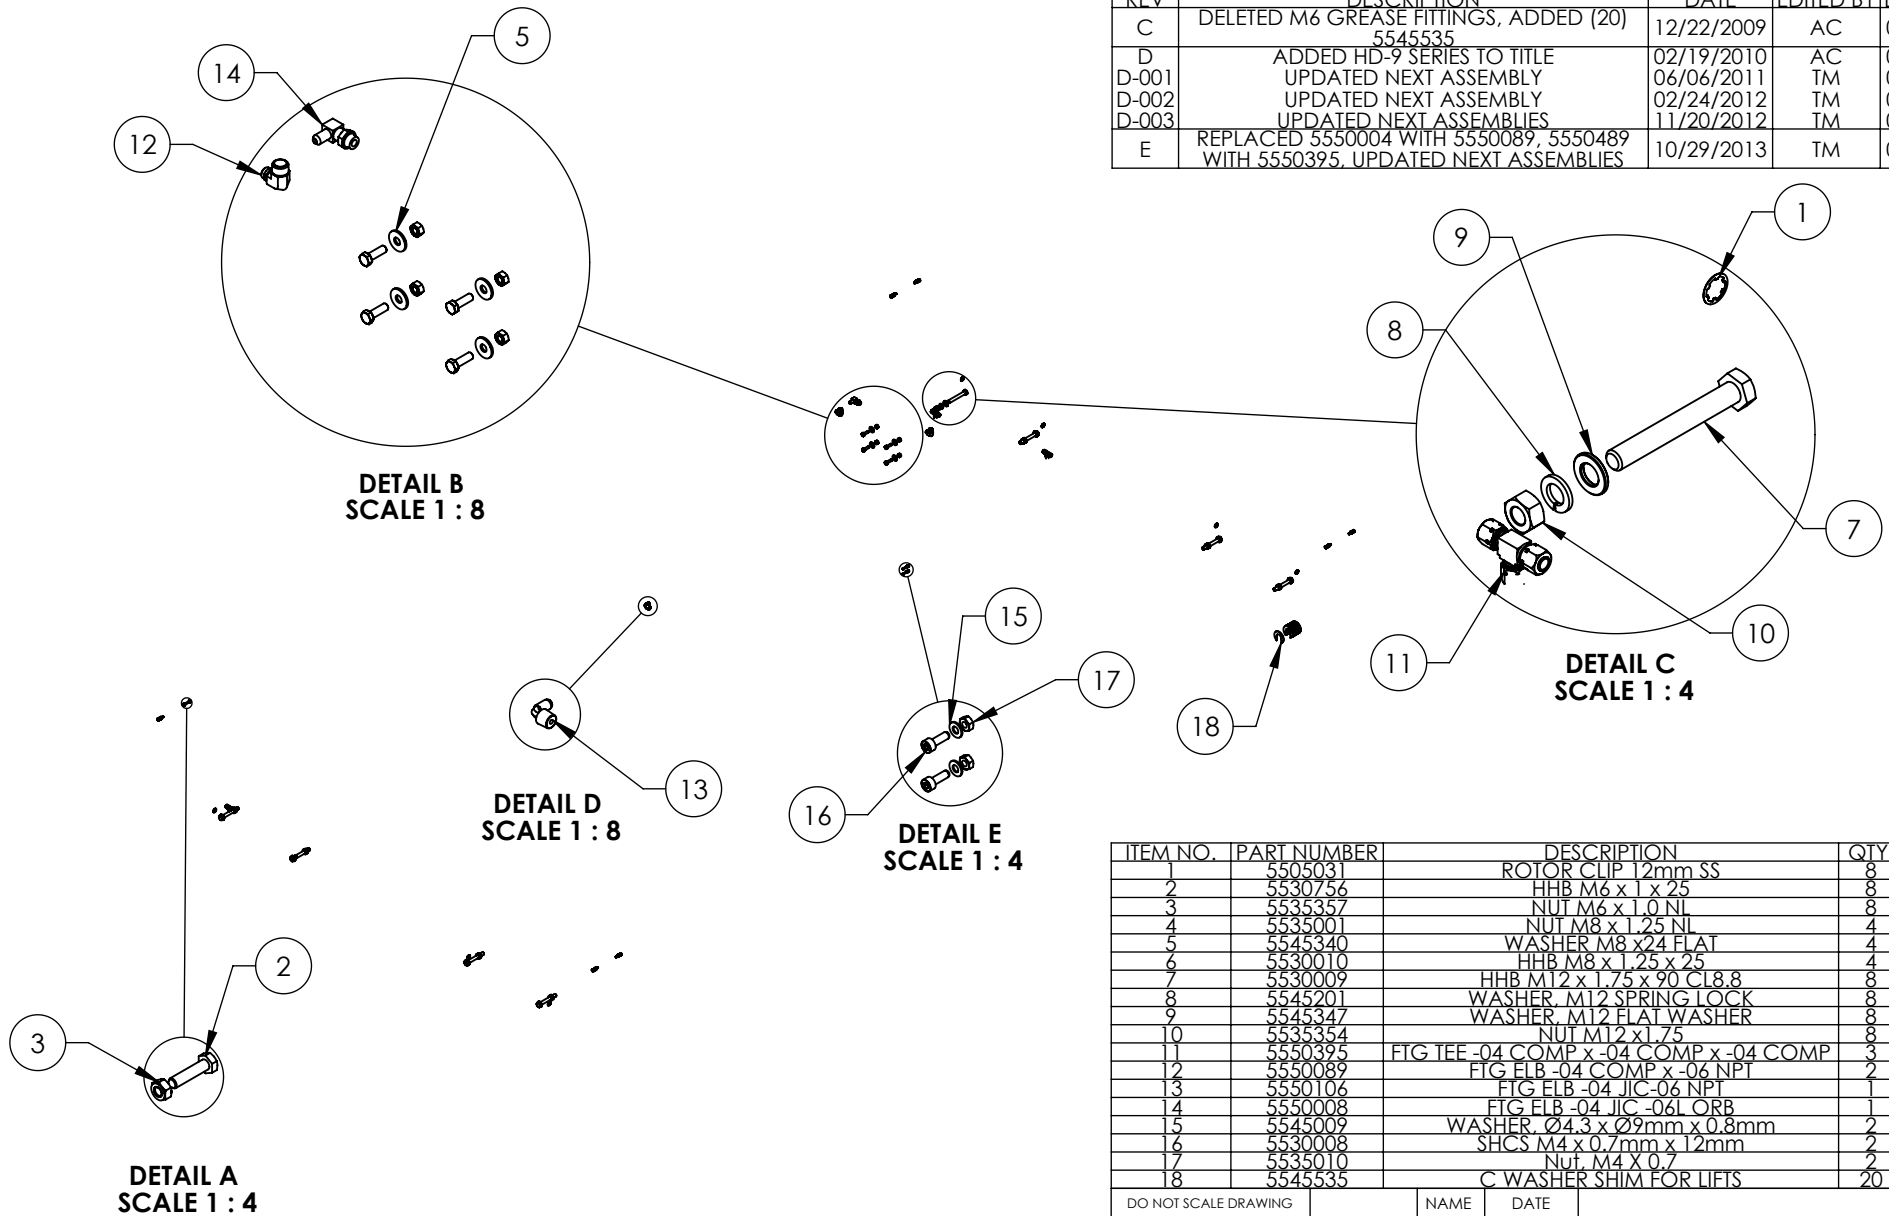 REV DESCRIPTION DATE EDITED BY
C DELETED M6 GREASE FITTINGS, ADDED (20) 5545535 12/22/2009 AC
D ADDED HD-9 SERIES TO TITLE 02/19/2010 AC
D-001 UPDATED NEXT ASSEMBLY 06/06/2011 TM
D-002 UPDATED NEXT ASSEMBLY 02/24/2012 TM
D-003 UPDATED NEXT ASSEMBLIES 11/20/2012 TM
E REPLACED 5550004 WITH 5550089, 5550489 WITH 5550395, UPDATED NEXT ASSEMBLIES 10/29/2013 TM
5
14
12
DETAIL B
SCALE 1 : 8
1
9
8
7
10
11
DETAIL C
SCALE 1 : 4
18
15
17
16
DETAIL E
SCALE 1 : 4
13
DETAIL D
SCALE 1 : 8
2
3
DETAIL A
SCALE 1 : 4
ITEM NO. PART NUMBER DESCRIPTION QTY
1 5505031 ROTOR CLIP 12mm SS 8
2 5530756 HHB M6 x 1 x 25 8
3 5535357 NUT M6 x 1.0 NL 8
4 5535001 NUT M8 x 1.25 NL 4
5 5545340 WASHER M8 x24 FLAT 4
6 5530010 HHB M8 x 1.25 x 25 4
7 5530009 HHB M12 x 1.75 x 90 CL8.8 8
8 5545201 WASHER, M12 SPRING LOCK 8
9 5545347 WASHER, M12 FLAT WASHER 8
10 5535354 NUT M12 x1.75 8
11 5550395 FTG TEE -04 COMP x -04 COMP x -04 COMP 3
12 5550089 FTG ELB -04 COMP x -06 NPT 2
13 5550106 FTG ELB -04 JIC-06 NPT 1
14 5550008 FTG ELB -04 JIC -06L ORB 1
15 5545009 WASHER, Ø4.3 x Ø9mm x 0.8mm 2
16 5530008 SHCS M4 x 0.7mm x 12mm 2
17 5535010 Nut, M4 X 0.7 2
18 5545535 C WASHER SHIM FOR LIFTS 20
DO NOT SCALE DRAWING NAME DATE